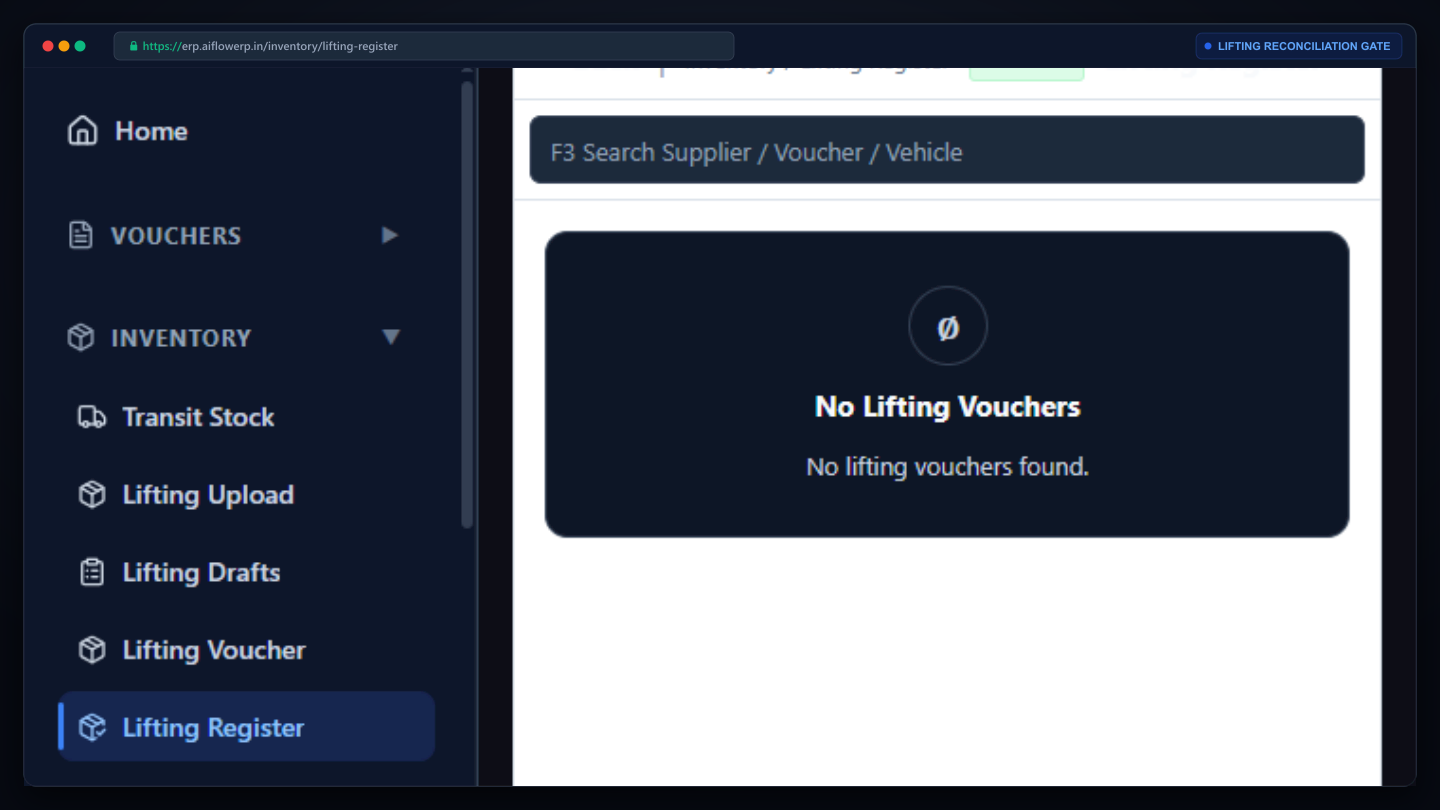 https://erp.aiflowerp.in/inventory/lifting-register
LIFTING RECONCILIATION GATE
Home
VOUCHERS
INVENTORY
Transit Stock
Lifting Upload
Lifting Drafts
Lifting Voucher
Lifting Register
F3 Search Supplier / Voucher / Vehicle
Ø
No Lifting Vouchers
No lifting vouchers found.